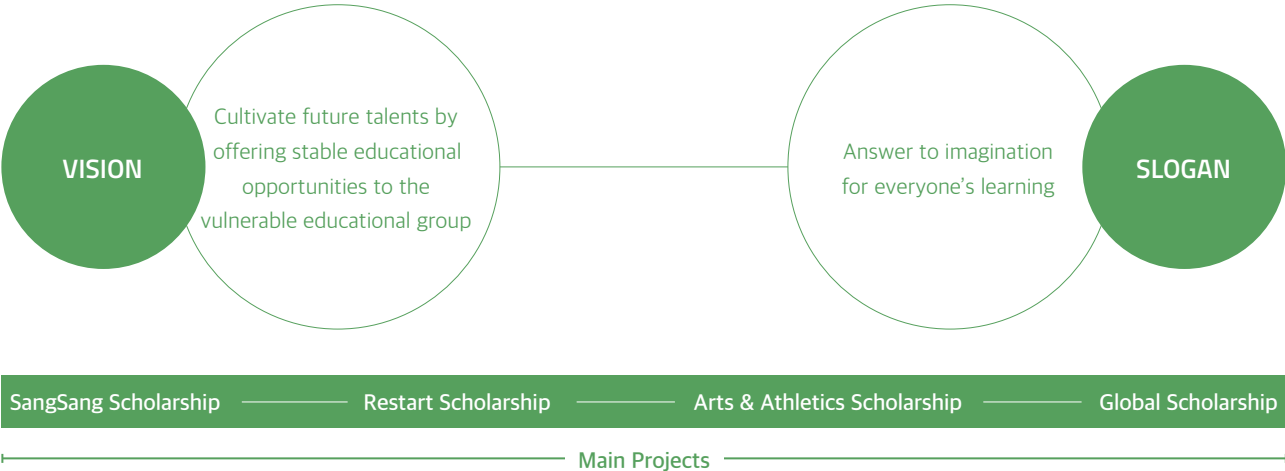 VISION
Cultivate future talents by
offering stable educational
opportunities to the
vulnerable educational group
Answer to imagination
for everyone’s learning
SLOGAN
SangSang Scholarship
Restart Scholarship
Arts & Athletics Scholarship
Global Scholarship
Main Projects